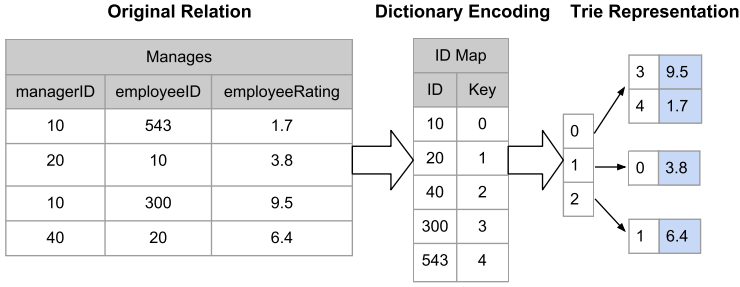 Original Relation
Manages
managerID employeeID employeeRating
10 543 1.7
20 10 3.8
10 300 9.5
40 20 6.4
Dictionary Encoding
ID Map
ID Key
10 0
20 1
40 2
300 3
543 4
Trie Representation
0
1
2
3 9.5
4 1.7
0 3.8
1 6.4